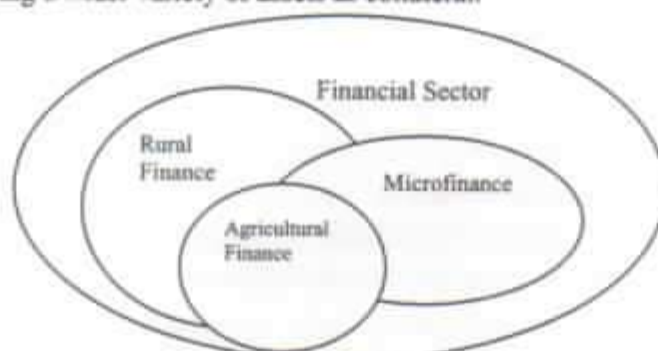 Financial Sector
Rural
Finance
Microfinance
Agricultural
Finance